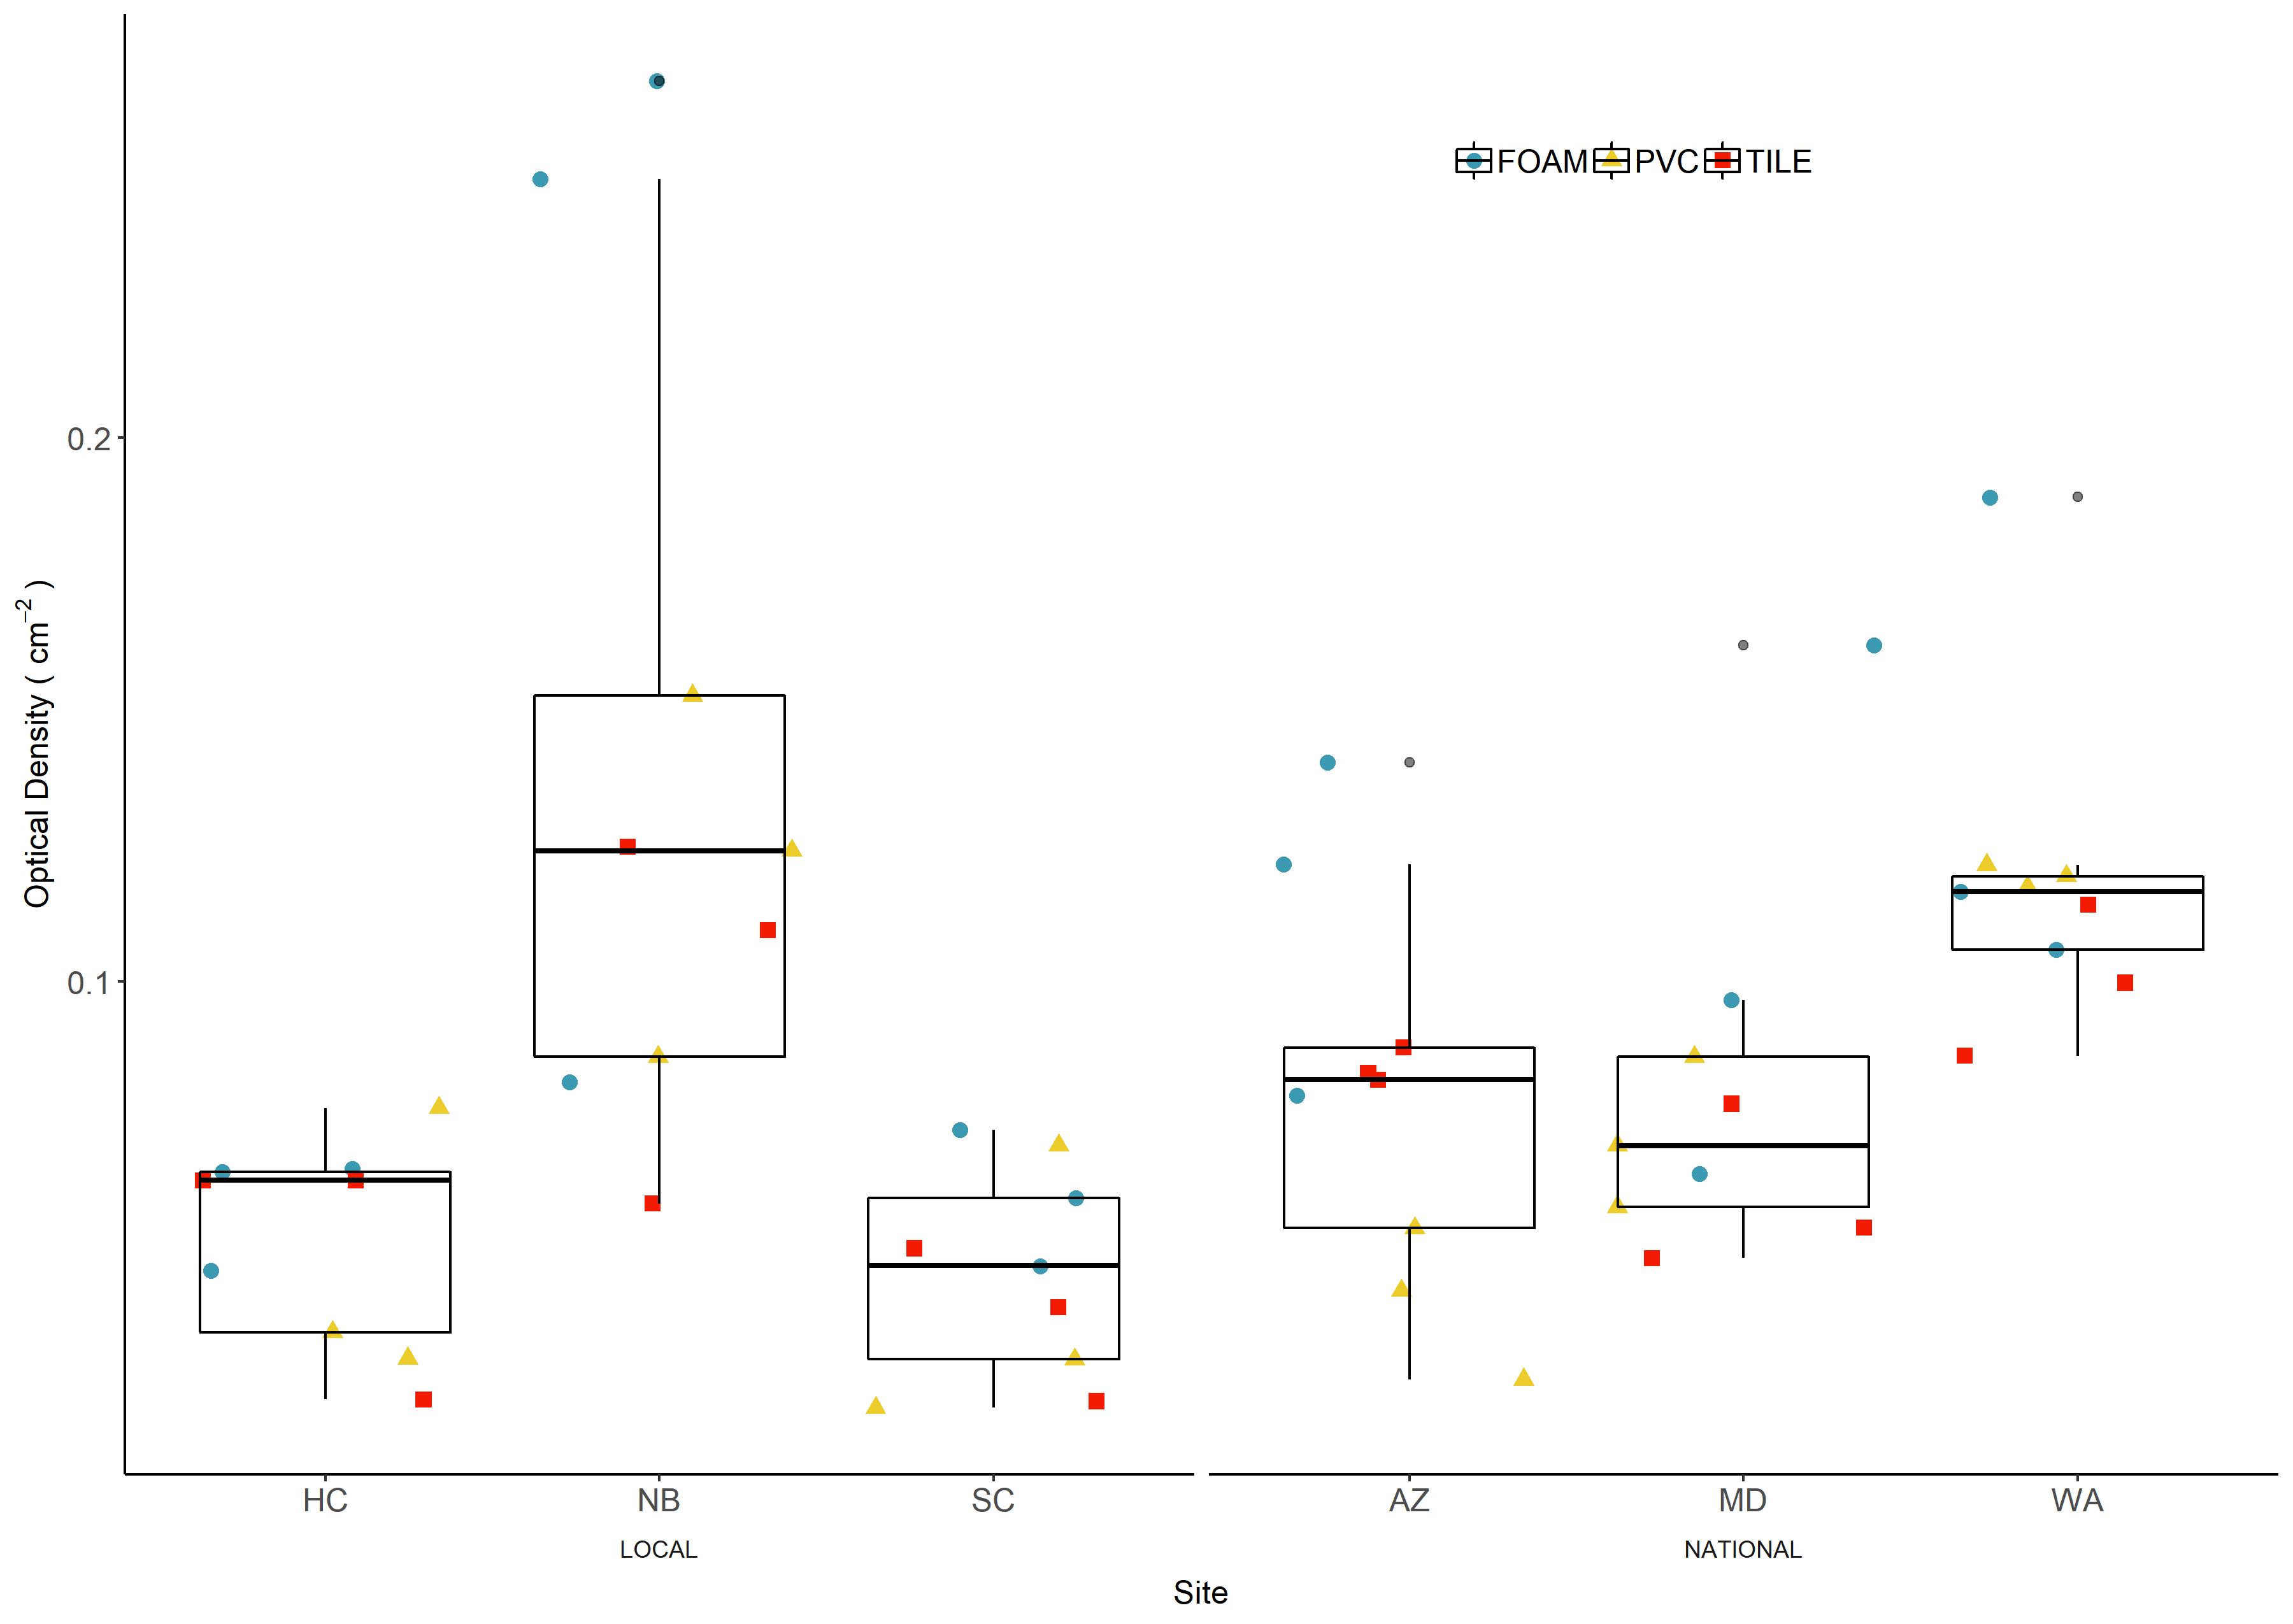 FOAM PVC TILE
0.2
0.1
Optical Density ( cm⁻² )
HC NB SC AZ MD WA
LOCAL NATIONAL
Site